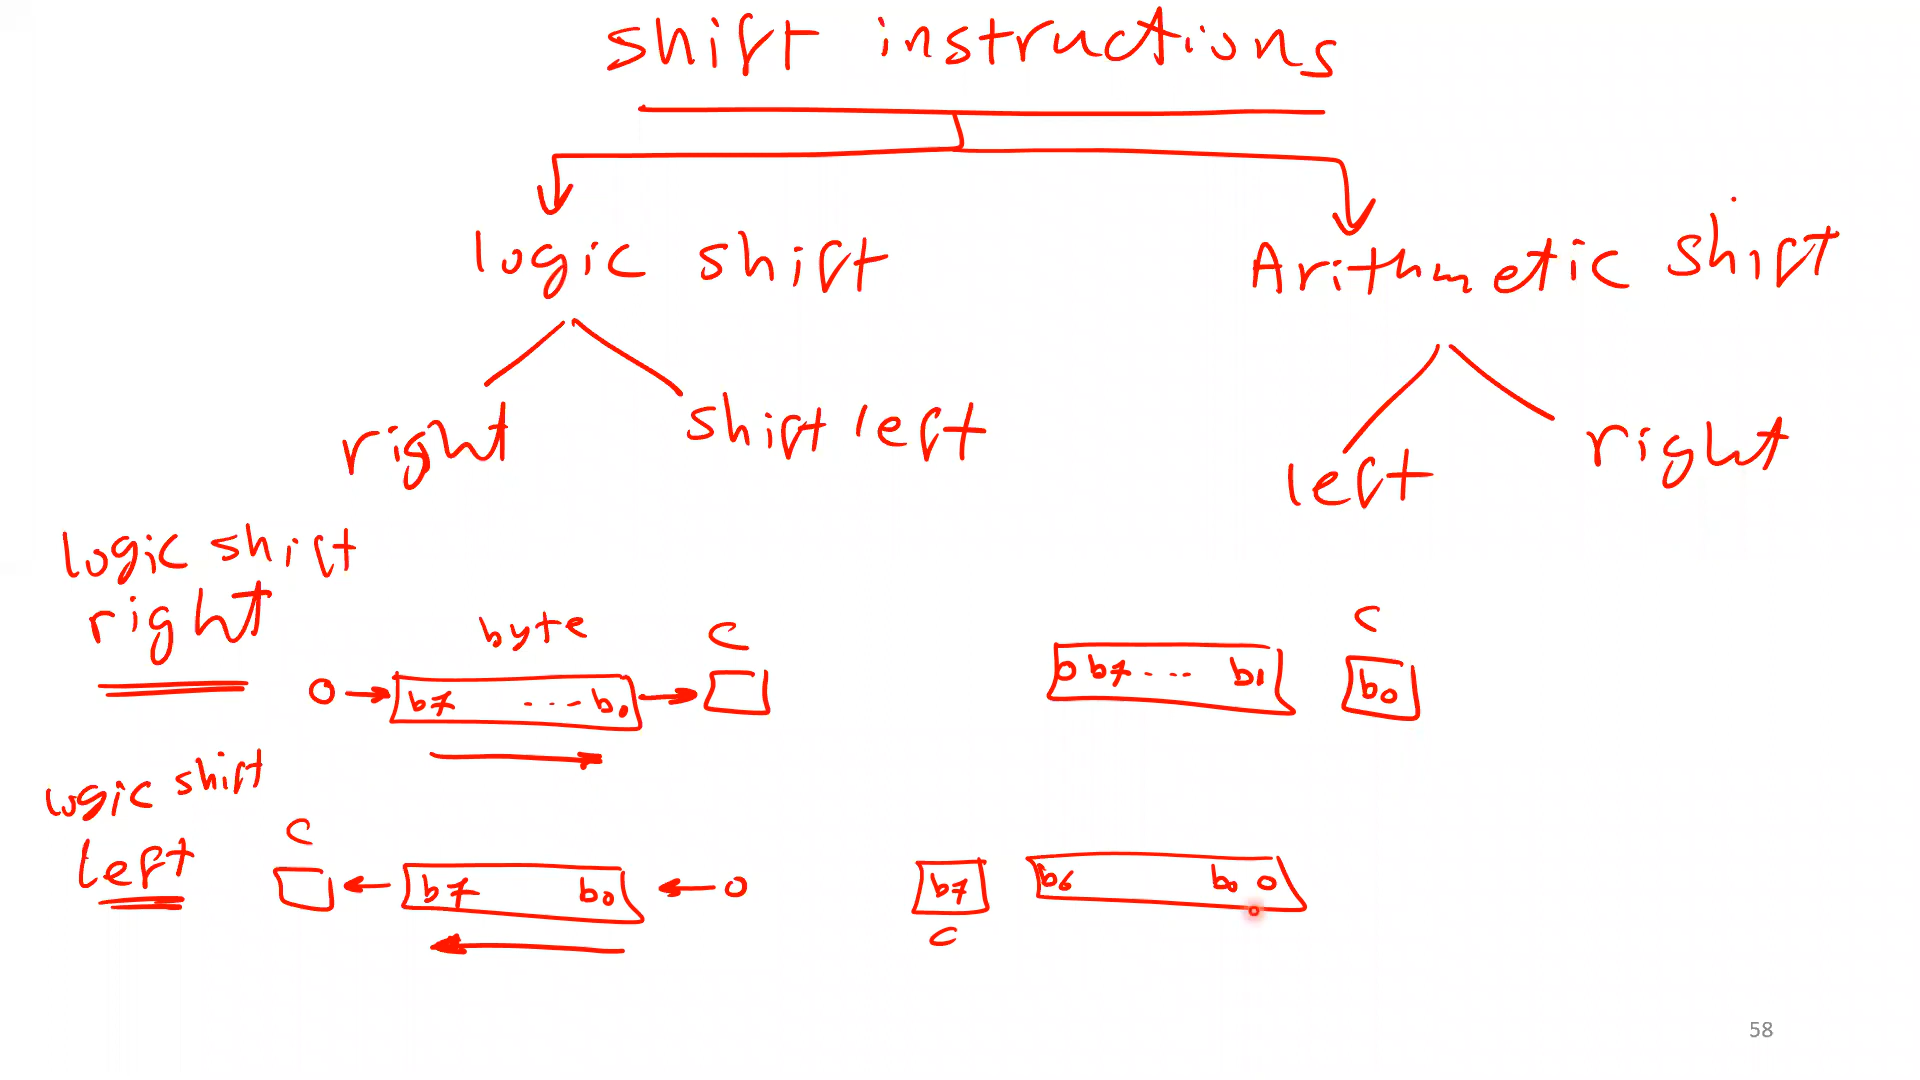 shift instructions
logic shift
Arithmetic shift
right
shift left
left
right
logic shift
right
byte
C
0
b7 ... b0
0 b7 ... b1
C
b0
logic shift
left
C
b7 b0
0
b7
C
b6 b0 0
58